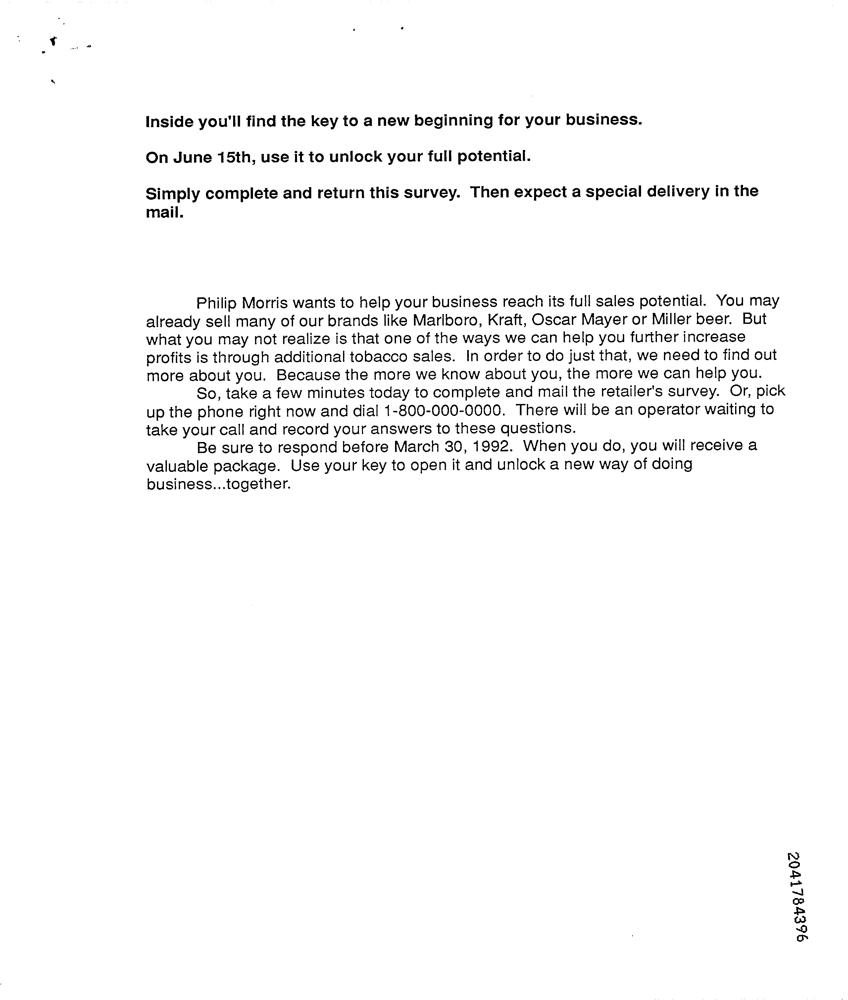 Inside you'll find the key to a new beginning for your business.
On June 15th, use it to unlock your full potential.
Simply complete and return this survey.  Then expect a special delivery in the
mail.
Philip Morris wants to help your business reach its full sales potential.  You may
already sell many of our brands like Marlboro, Kraft, Oscar Mayer or Miller beer.  But
what you may not realize is that one of the ways we can help you further increase
profits is through additional tobacco sales.  In order to do just that, we need to find out
more about you.  Because the more we know about you, the more we can help you.
So, take a few minutes today to complete and mail the retailer's survey.  Or, pick
up the phone right now and dial 1-800-000-0000.  There will be an operator waiting to
take your call and record your answers to these questions.
Be sure to respond before March 30, 1992.  When you do, you will receive a
valuable package.  Use your key to open it and unlock a new way of doing
business...together.
2041784396